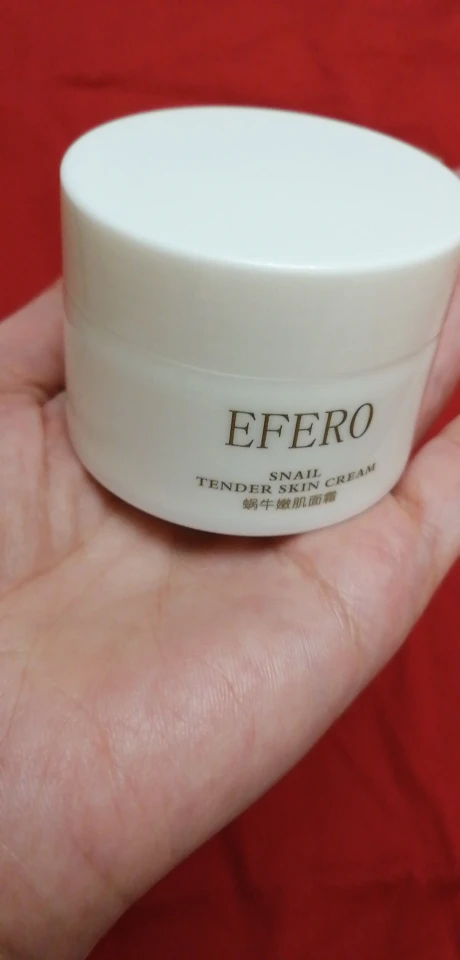 EFERO
SNAIL
TENDER SKIN CREAM
蜗牛嫩肌面霜